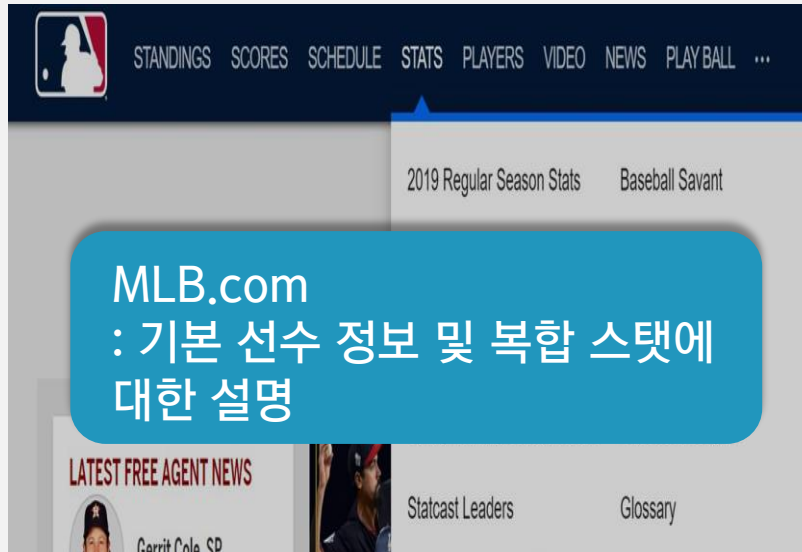 STANDINGS SCORES SCHEDULE STATS PLAYERS VIDEO NEWS PLAY BALL ...
2019 Regular Season Stats Baseball Savant
MLB.com
: 기본 선수 정보 및 복합 스탯에
대한 설명
LATEST FREE AGENT NEWS
Statcast Leaders Glossary
Gerrit Cole, SP